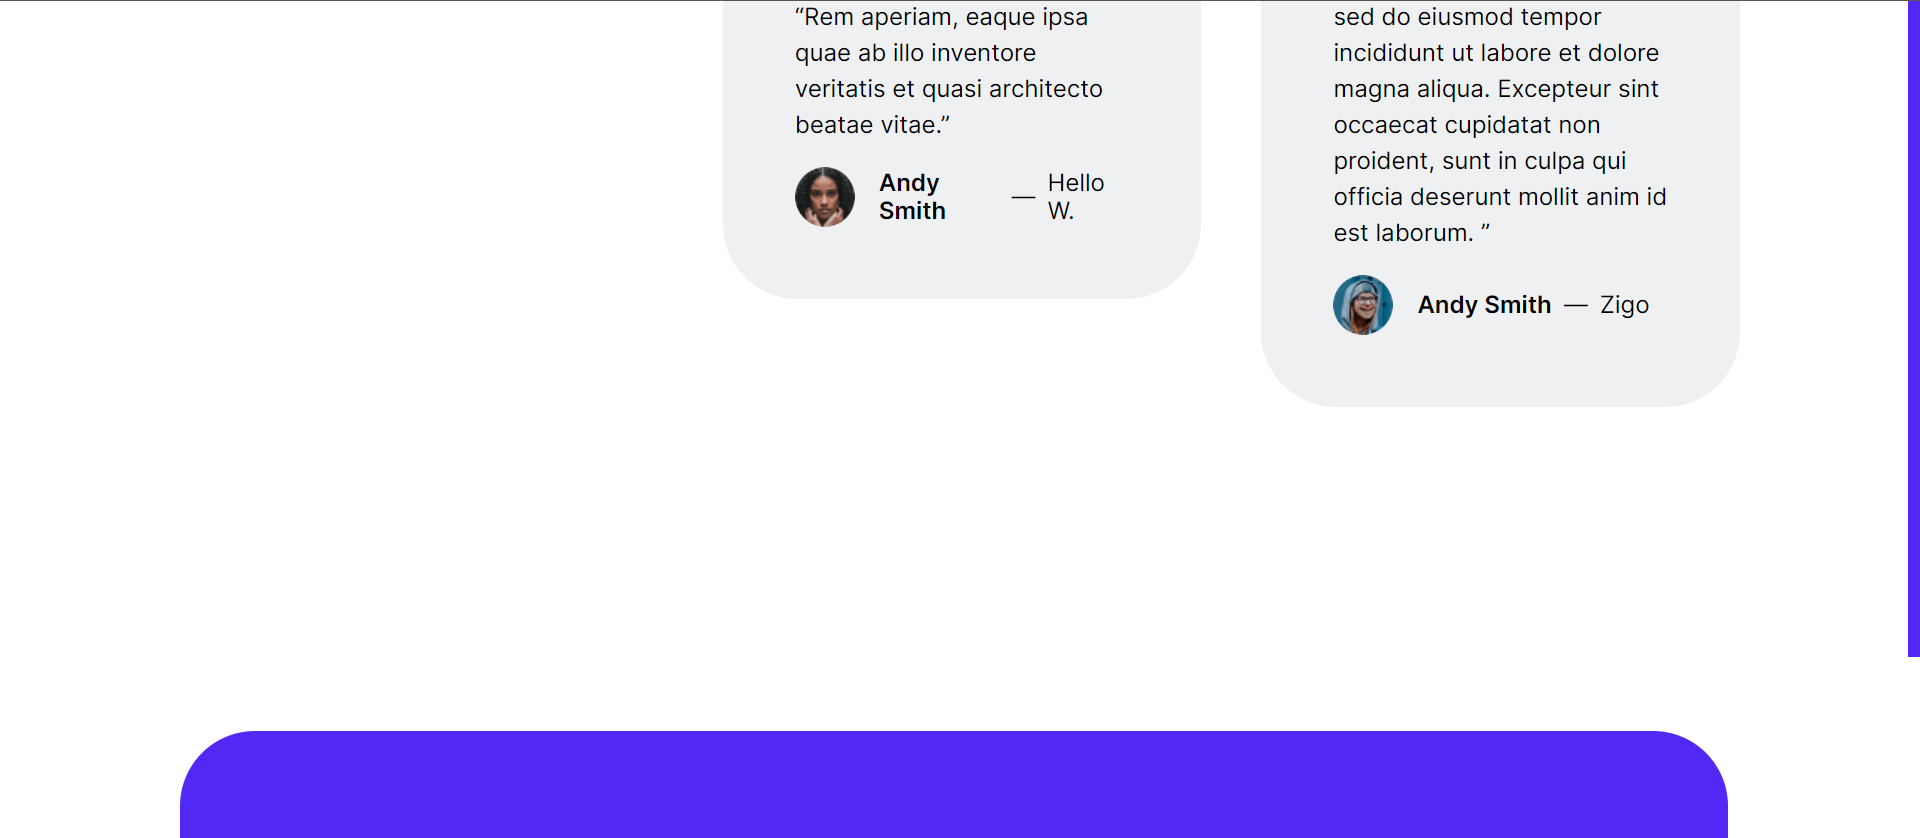 “Rem aperiam, eaque ipsa
quae ab illo inventore
veritatis et quasi architecto
beatae vitae.”
Andy
Smith
—
Hello
W.
sed do eiusmod tempor
incididunt ut labore et dolore
magna aliqua. Excepteur sint
occaecat cupidatat non
proident, sunt in culpa qui
officia deserunt mollit anim id
est laborum. ”
Andy Smith — Zigo